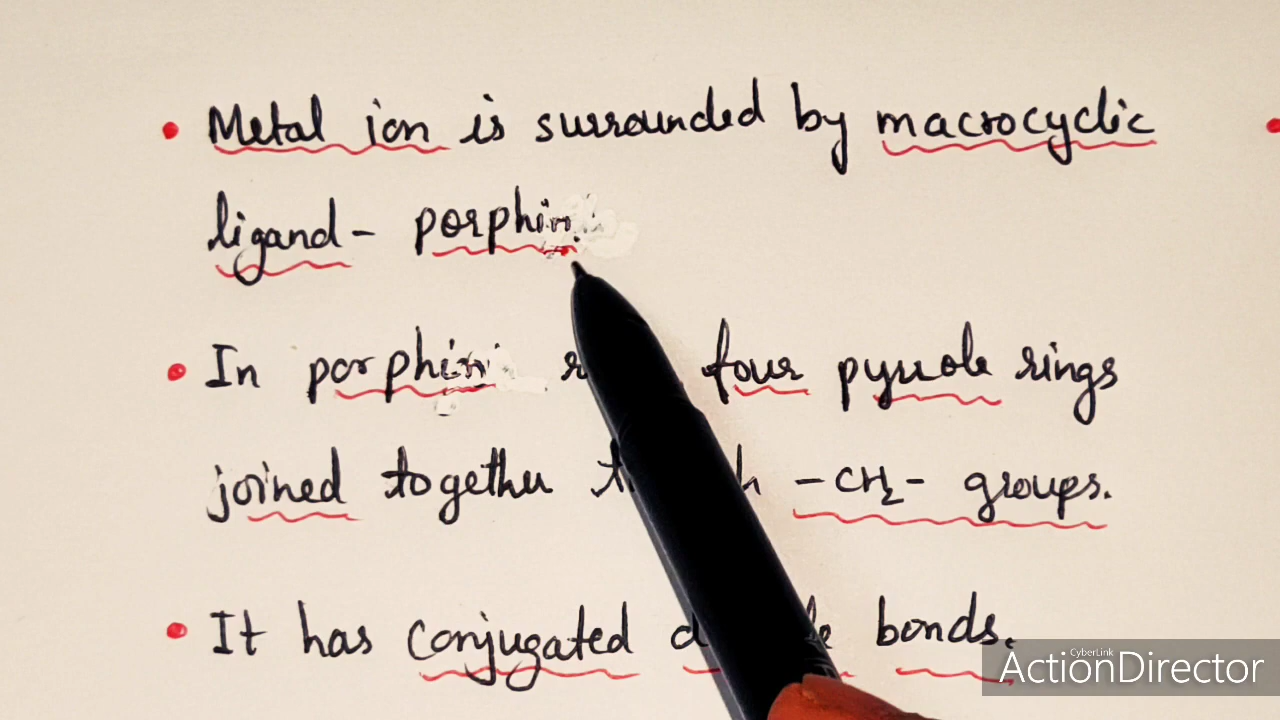 • Metal ion is surrounded by macrocyclic
ligand - porphin
• In porphin four pyrrole rings
joined together -CH2- groups.
• It has conjugated bonds.
CyberLink
ActionDirector